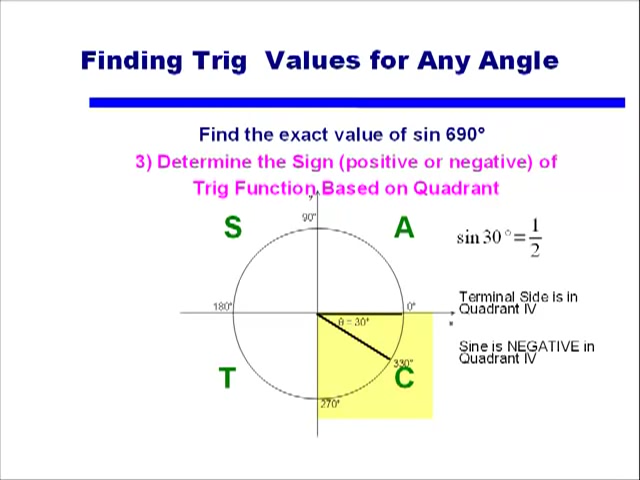 Finding Trig Values for Any Angle
Find the exact value of sin 690°
3) Determine the Sign (positive or negative) of
Trig Function Based on Quadrant
y
90°
S
A
sin 30° = 1/2
Terminal Side is in
Quadrant IV
180°
0°
θ = 30°
x
Sine is NEGATIVE in
Quadrant IV
330°
T
C
270°